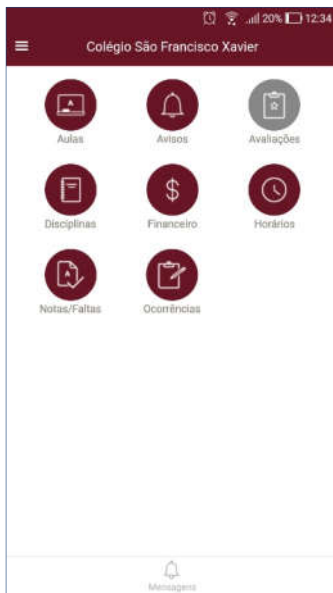 20% 12:34
Colégio São Francisco Xavier
A
Aulas Avisos Avaliações
$
Disciplinas Financeiro Horários
A
Notas/Faltas Ocorrências
Mensagens